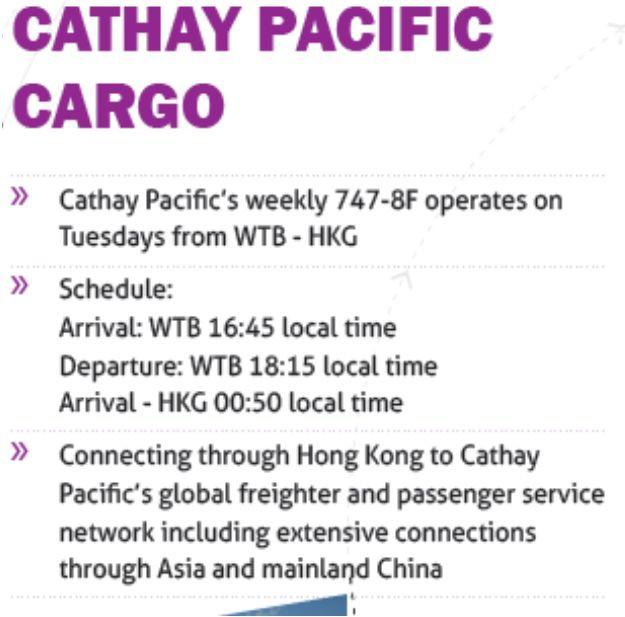 CATHAY PACIFIC
CARGO
» Cathay Pacific's weekly 747-8F operates on
Tuesdays from WTB - HKG
» Schedule:
Arrival: WTB 16:45 local time
Departure: WTB 18:15 local time
Arrival - HKG 00:50 local time
» Connecting through Hong Kong to Cathay
Pacific's global freighter and passenger service
network including extensive connections
through Asia and mainland China